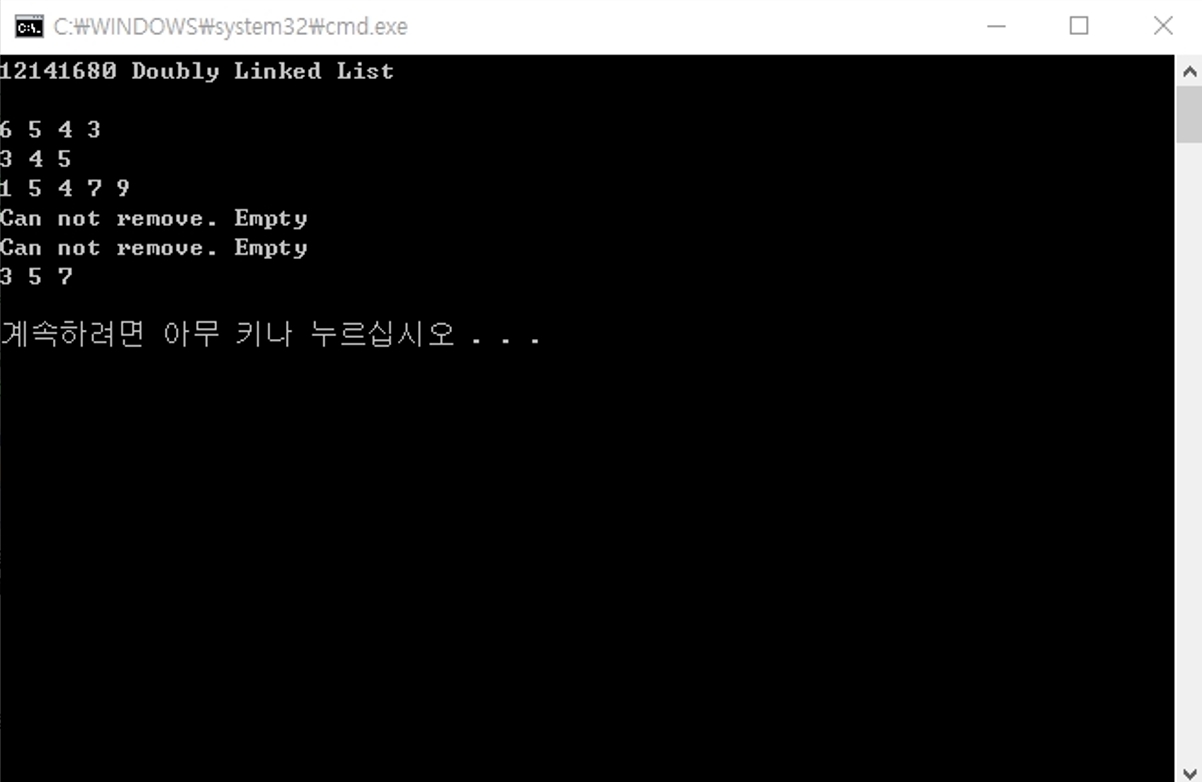 C:₩WINDOWS₩system32₩cmd.exe
12141680 Doubly Linked List
6 5 4 3
3 4 5
1 5 4 7 9
Can not remove. Empty
Can not remove. Empty
3 5 7
계속하려면 아무 키나 누르십시오 . . .